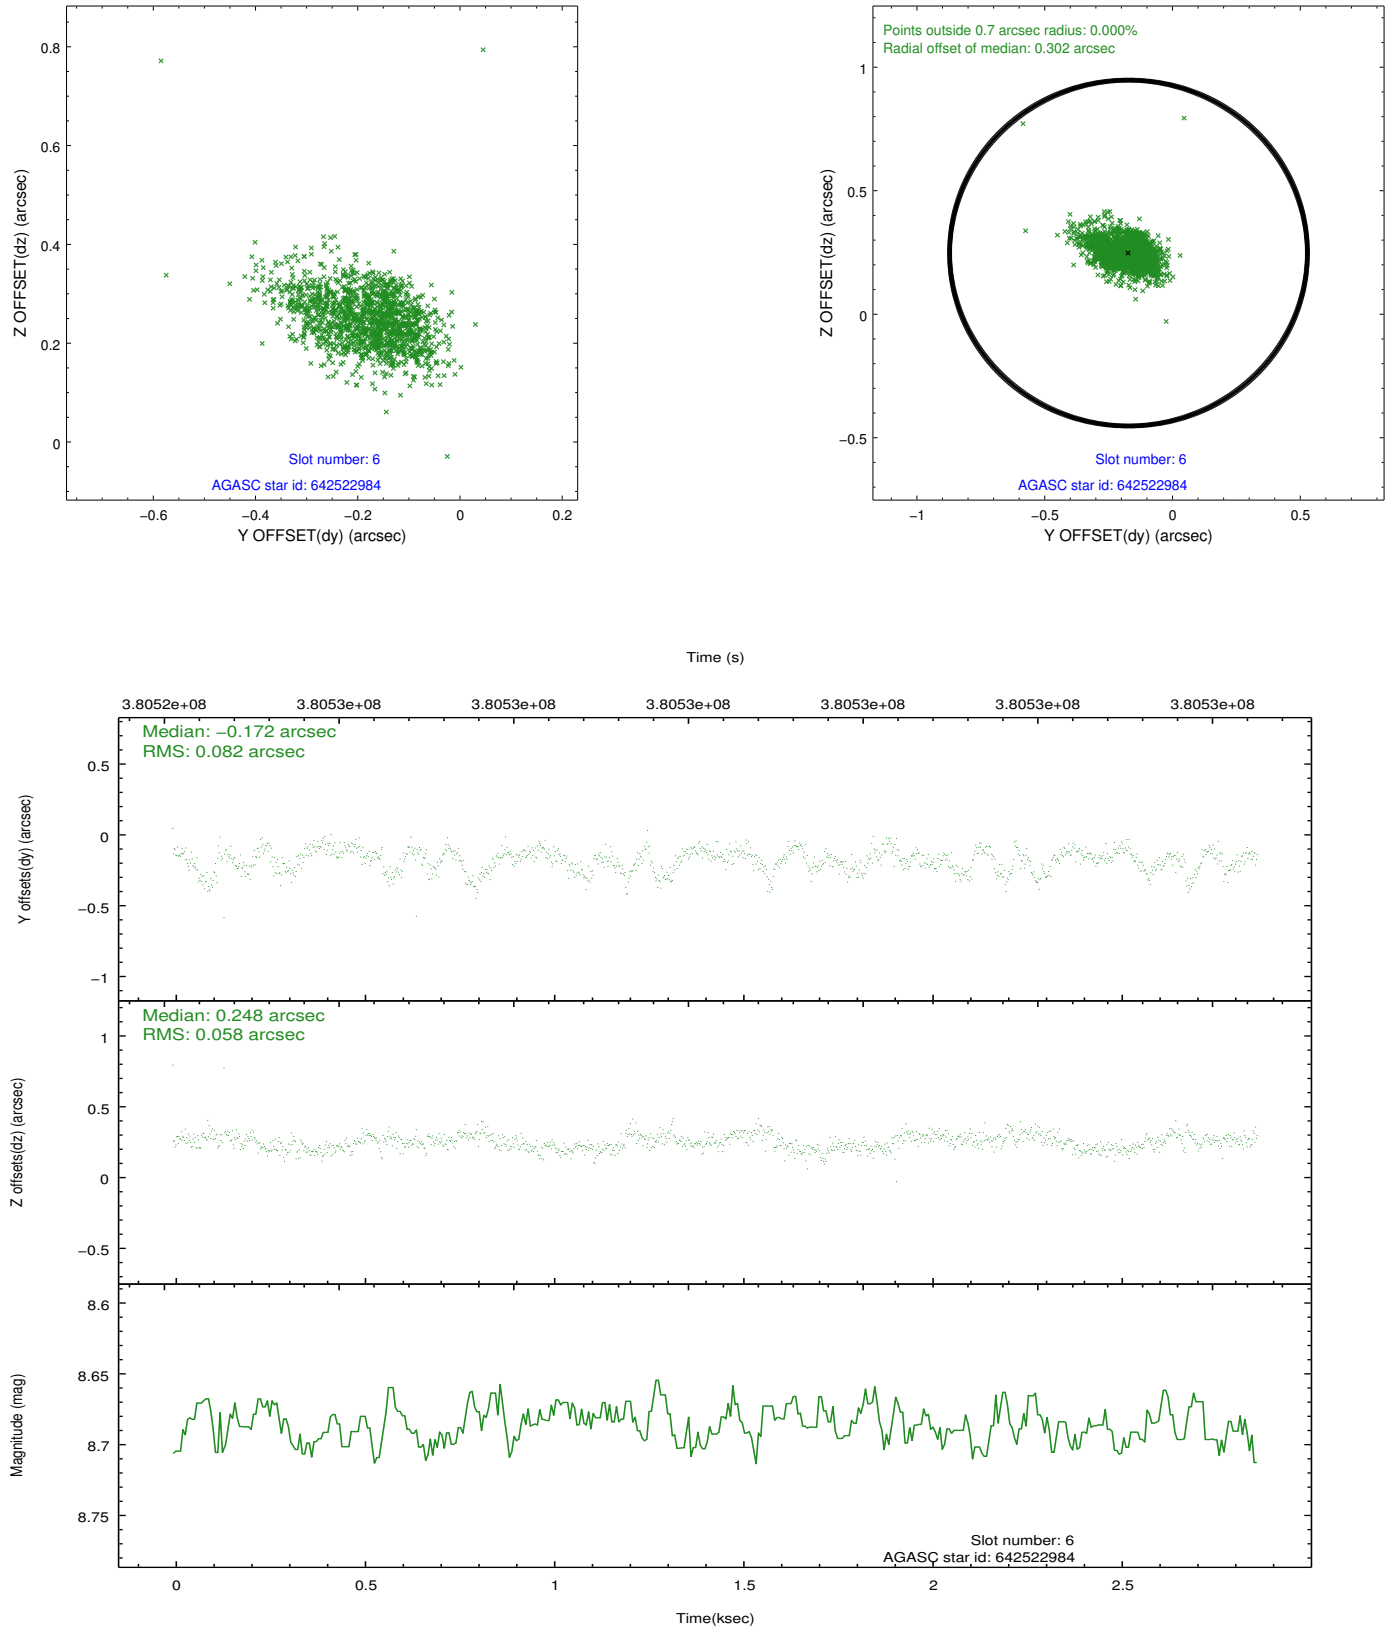 0.8
0.6
0.4
0.2
0
Z OFFSET(dz) (arcsec)
Slot number: 6
AGASC star id: 642522984
−0.6
−0.4
−0.2
0
0.2
Y OFFSET(dy) (arcsec)
Points outside 0.7 arcsec radius: 0.000%
Radial offset of median: 0.302 arcsec
1
0.5
0
−0.5
Z OFFSET(dz) (arcsec)
Slot number: 6
AGASC star id: 642522984
−1
−0.5
0
0.5
Y OFFSET(dy) (arcsec)
Time (s)
3.8052e+08
3.8053e+08
3.8053e+08
3.8053e+08
3.8053e+08
3.8053e+08
3.8053e+08
Median: −0.172 arcsec
RMS: 0.082 arcsec
0.5
0
−0.5
−1
Y offsets(dy) (arcsec)
Median: 0.248 arcsec
RMS: 0.058 arcsec
1
0.5
0
−0.5
Z offsets(dz) (arcsec)
8.6
8.65
8.7
8.75
Magnitude (mag)
Slot number: 6
AGASC star id: 642522984
0
0.5
1
1.5
2
2.5
Time(ksec)